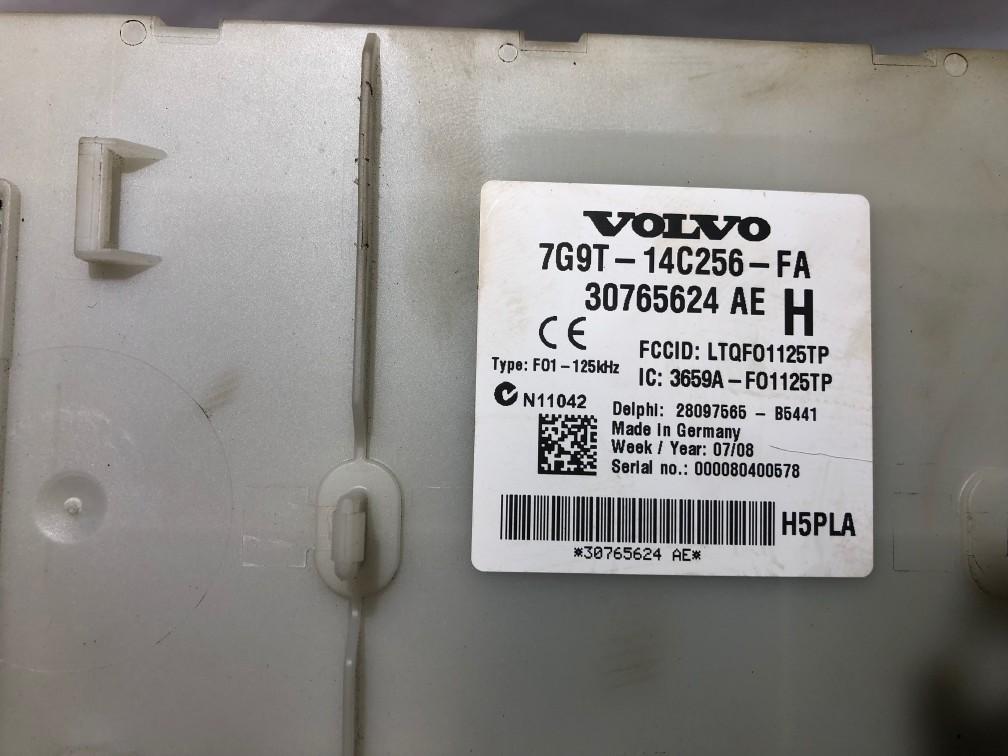 VOLVO
7G9T-14C256-FA
30765624 AE H
CE
FCCID: LTQFO1125TP
Type: FO1-125kHz
IC: 3659A-FO1125TP
N11042
Delphi: 28097565 - B5441
Made In Germany
Week / Year: 07/08
Serial no.: 000080400578
H5PLA
*30765624 AE*